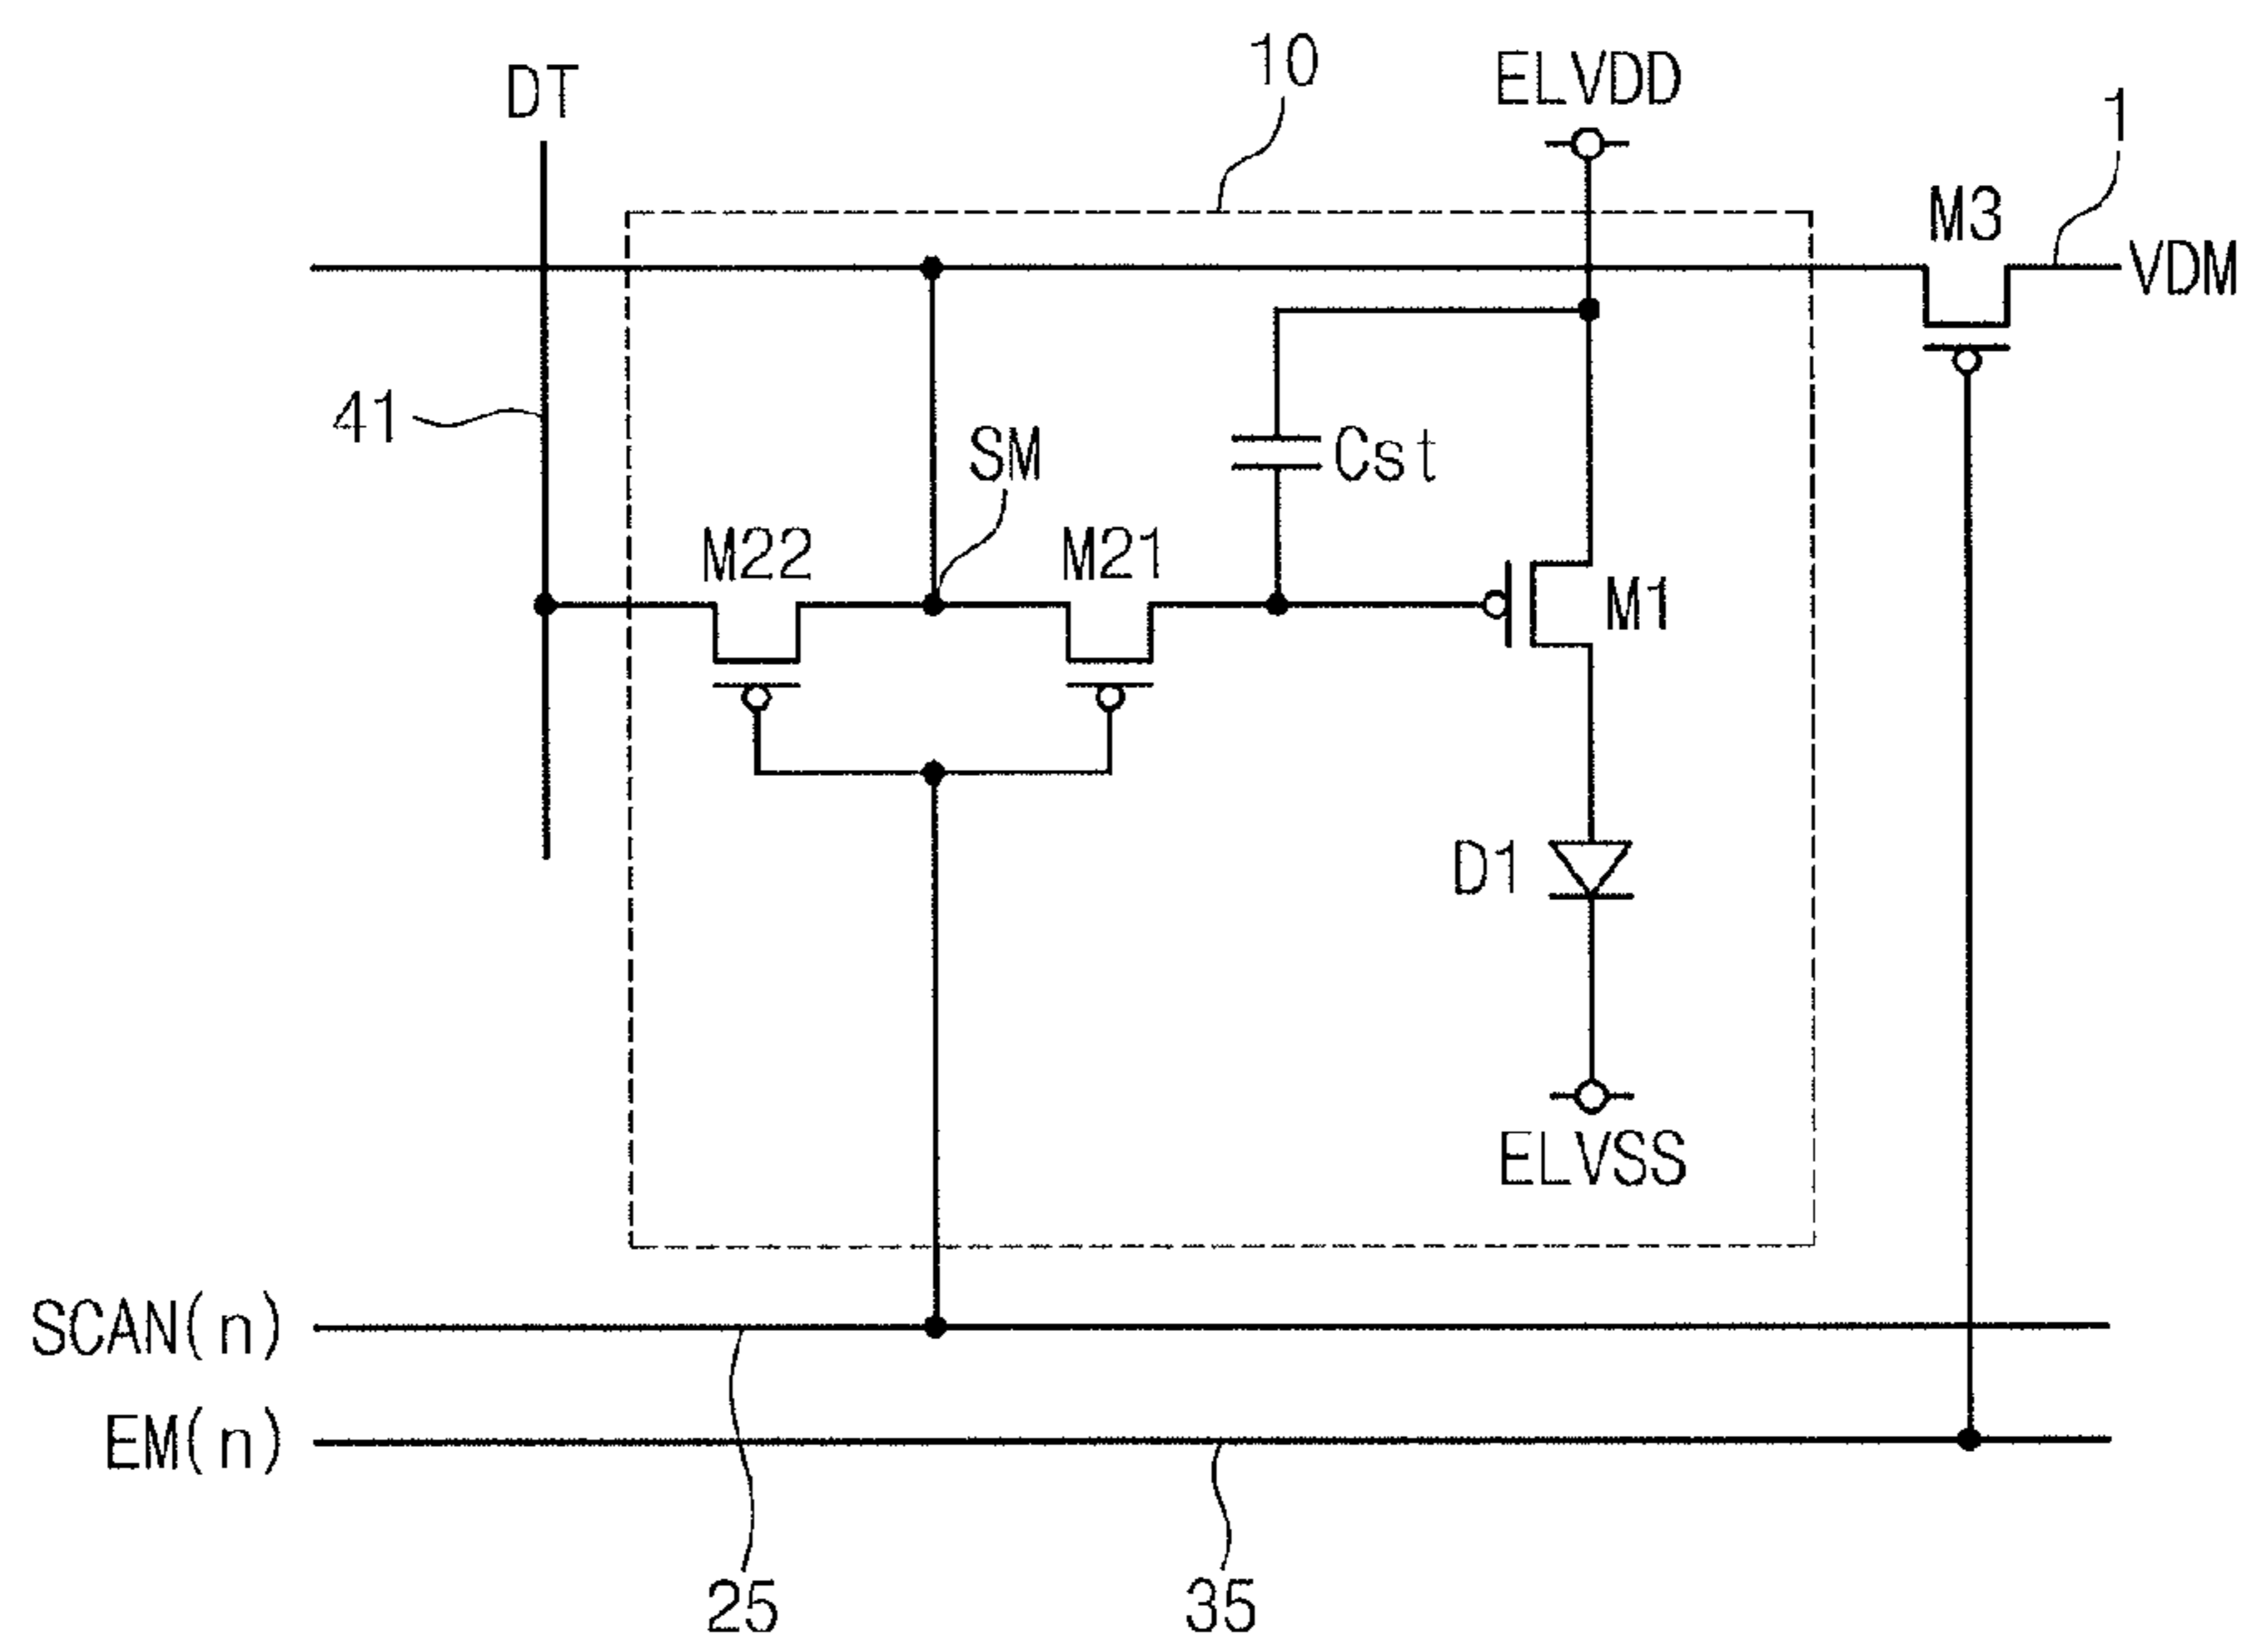 10
ELVDD
DT
1
M3
VDM
41
SM
Cst
M22
M21
M1
D1
ELVSS
SCAN(n)
EM(n)
25
35